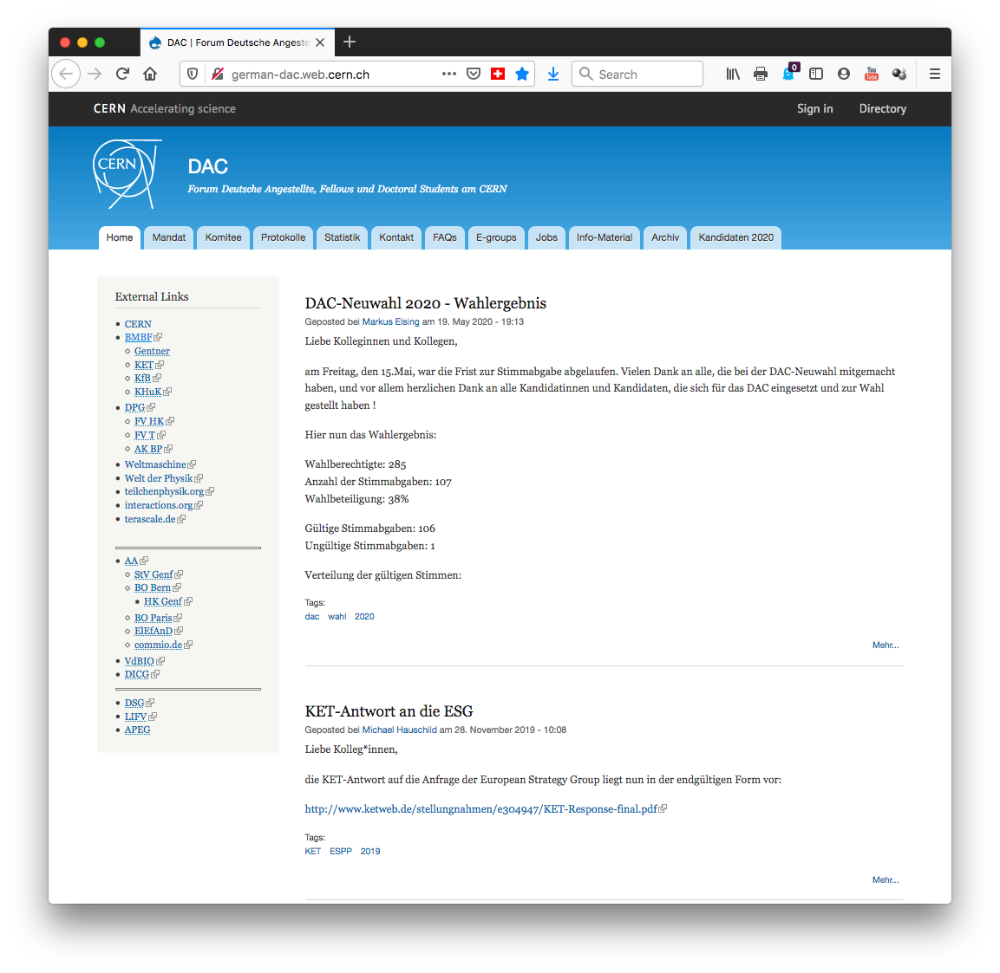 DAC | Forum Deutsche Angeste
german-dac.web.cern.ch
Search
0
You
Tube
CERN Accelerating science
Sign in
Directory
CERN
DAC
Forum Deutsche Angestellte, Fellows und Doctoral Students am CERN
Home
Mandat
Komitee
Protokolle
Statistik
Kontakt
FAQs
E-groups
Jobs
Info-Material
Archiv
Kandidaten 2020
External Links
CERN
BMBF
Gentner
KET
KfB
KHuK
DPG
FV HK
FV T
AK BP
Weltmaschine
Welt der Physik
teilchenphysik.org
interactions.org
terascale.de
AA
StV Genf
BO Bern
HK Genf
BO Paris
ElEfAnD
commio.de
VdBIO
DICG
DSG
LIFV
APEG
DAC-Neuwahl 2020 - Wahlergebnis
Geposted bei Markus Elsing am 19. May 2020 - 19:13
Liebe Kolleginnen und Kollegen,
am Freitag, den 15.Mai, war die Frist zur Stimmabgabe abgelaufen. Vielen Dank an alle, die bei der DAC-Neuwahl mitgemacht
haben, und vor allem herzlichen Dank an alle Kandidatinnen und Kandidaten, die sich für das DAC eingesetzt und zur Wahl
gestellt haben !
Hier nun das Wahlergebnis:
Wahlberechtigte: 285
Anzahl der Stimmabgaben: 107
Wahlbeteiligung: 38%
Gültige Stimmabgaben: 106
Ungültige Stimmabgaben: 1
Verteilung der gültigen Stimmen:
Tags:
dac wahl 2020
Mehr...
KET-Antwort an die ESG
Geposted bei Michael Hauschild am 28. November 2019 - 10:08
Liebe Kolleg*innen,
die KET-Antwort auf die Anfrage der European Strategy Group liegt nun in der endgültigen Form vor:
http://www.ketweb.de/stellungnahmen/e304947/KET-Response-final.pdf
Tags:
KET ESPP 2019
Mehr...